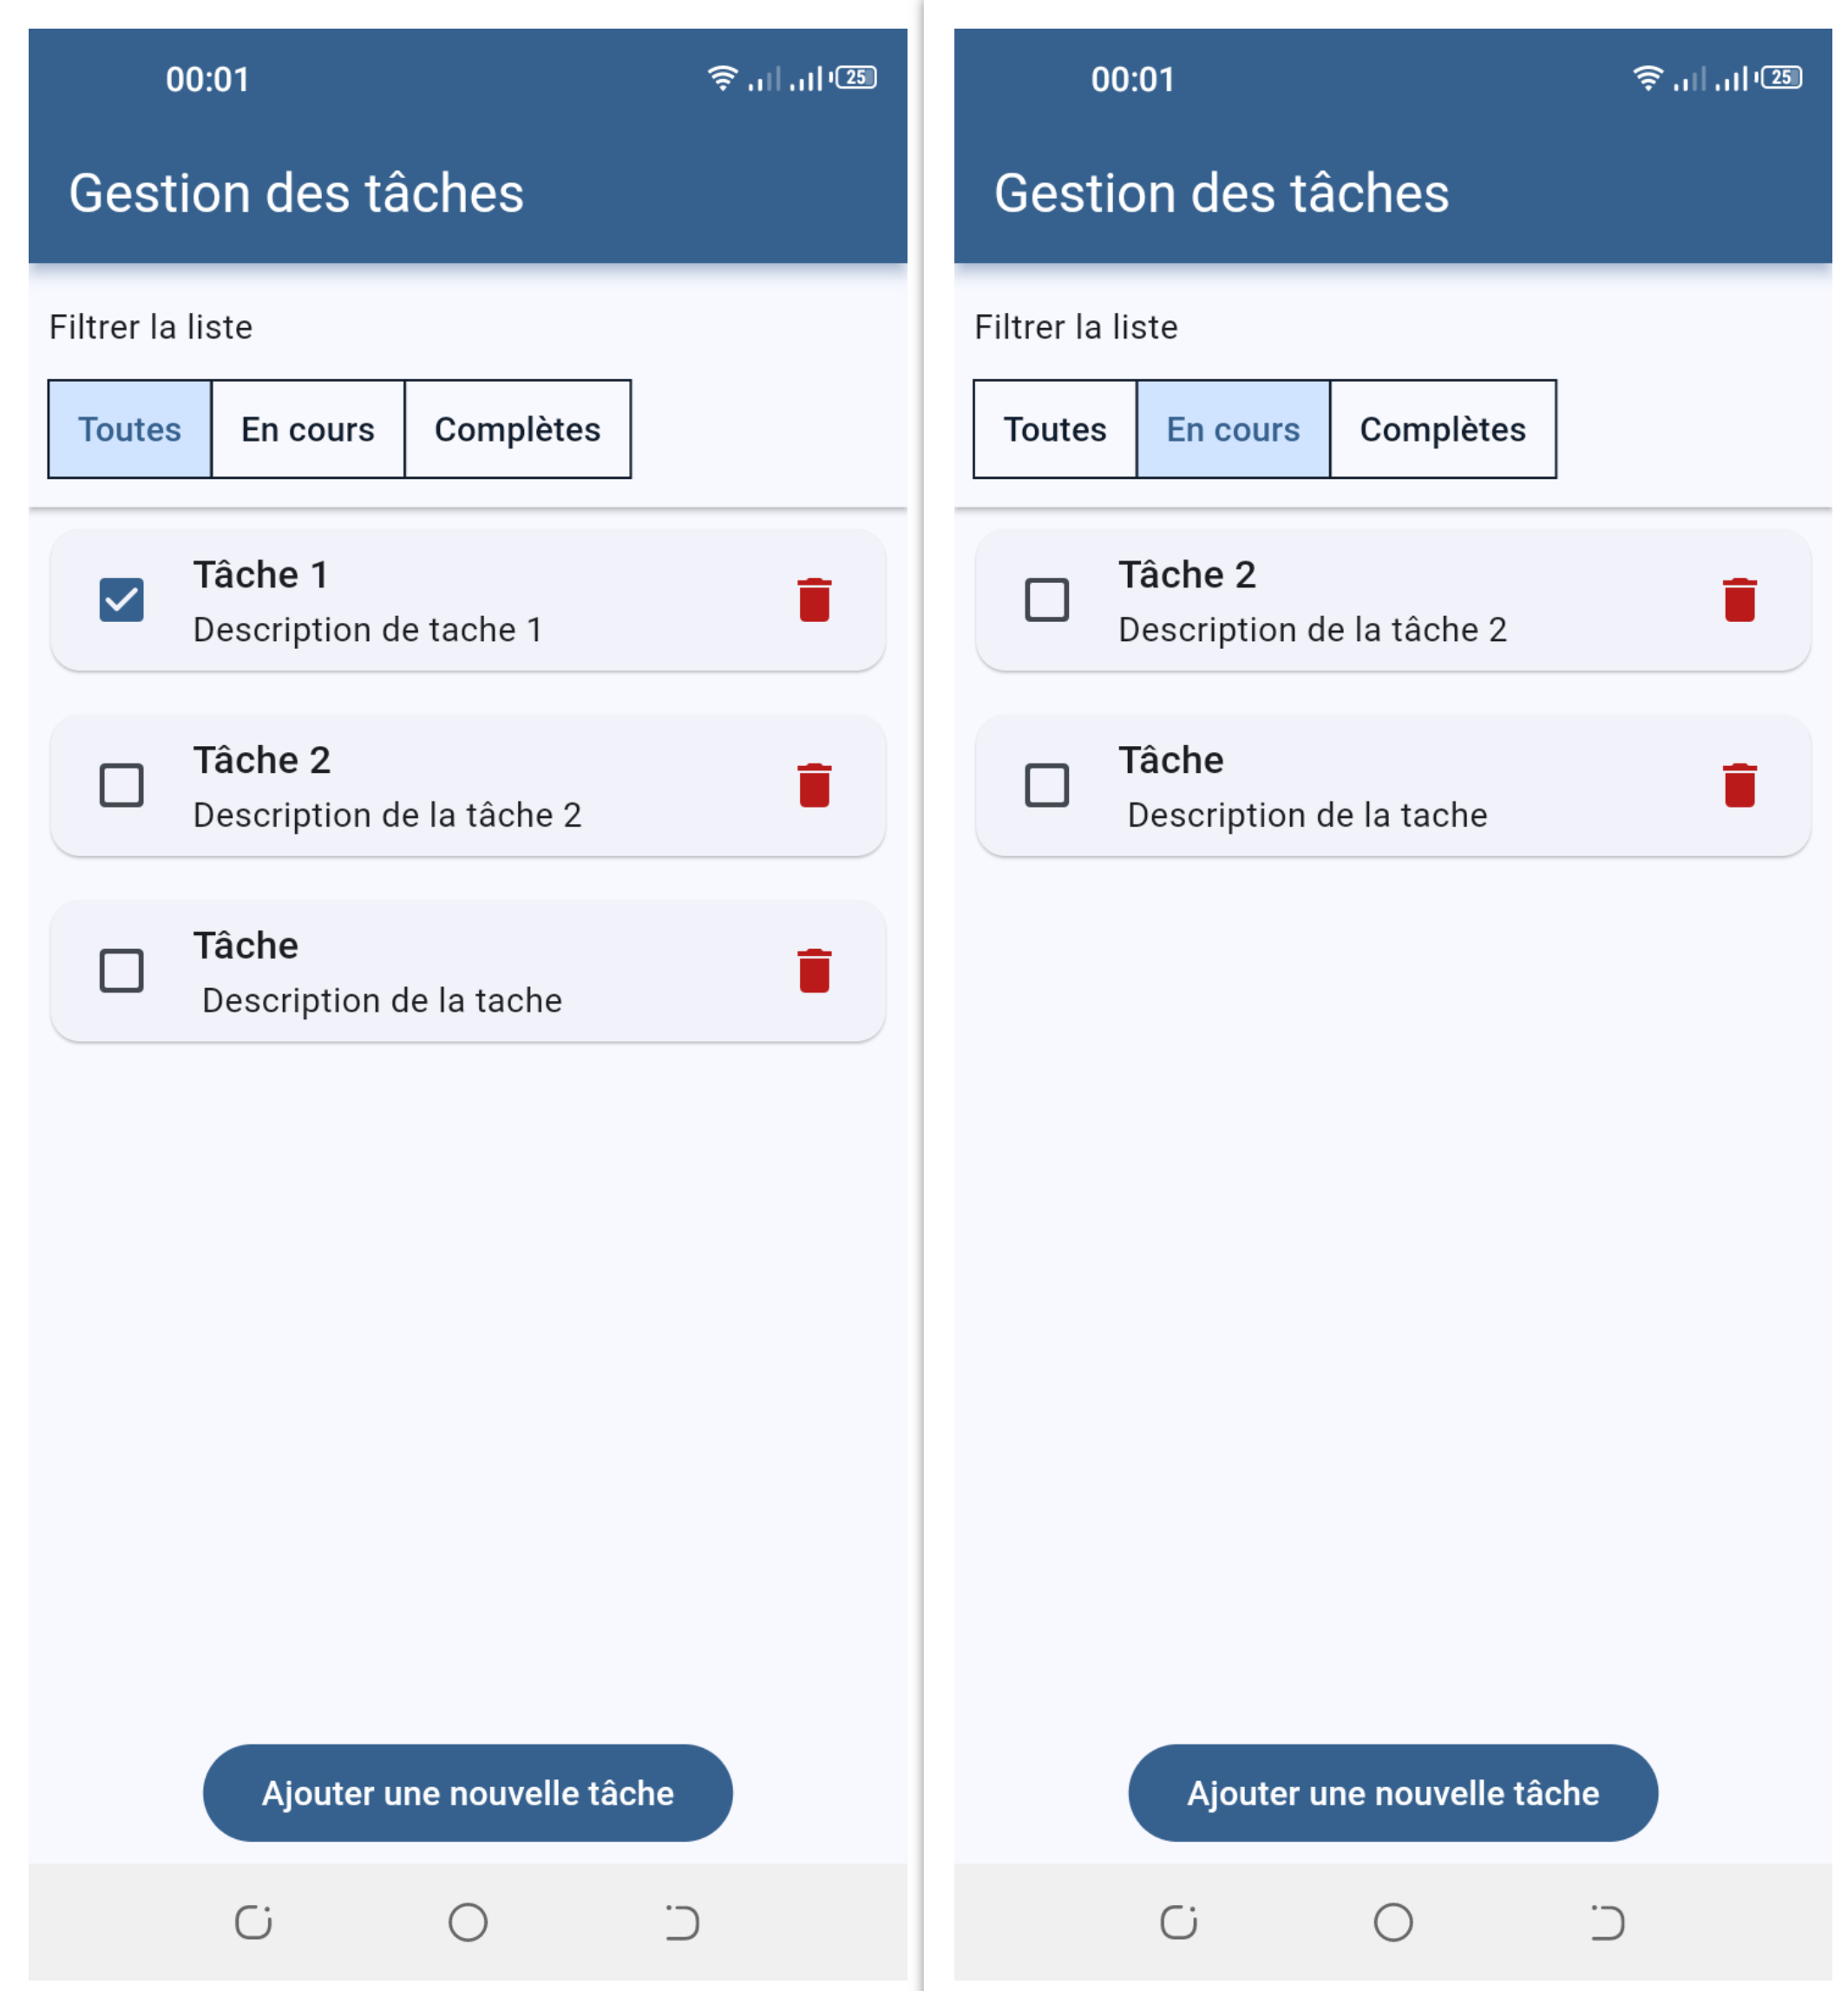 00:01
25
Gestion des tâches
Filtrer la liste
Toutes
En cours
Complètes
Tâche 1
Description de tache 1
Tâche 2
Description de la tâche 2
Tâche
Description de la tache
Ajouter une nouvelle tâche
00:01
25
Gestion des tâches
Filtrer la liste
Toutes
En cours
Complètes
Tâche 2
Description de la tâche 2
Tâche
Description de la tache
Ajouter une nouvelle tâche